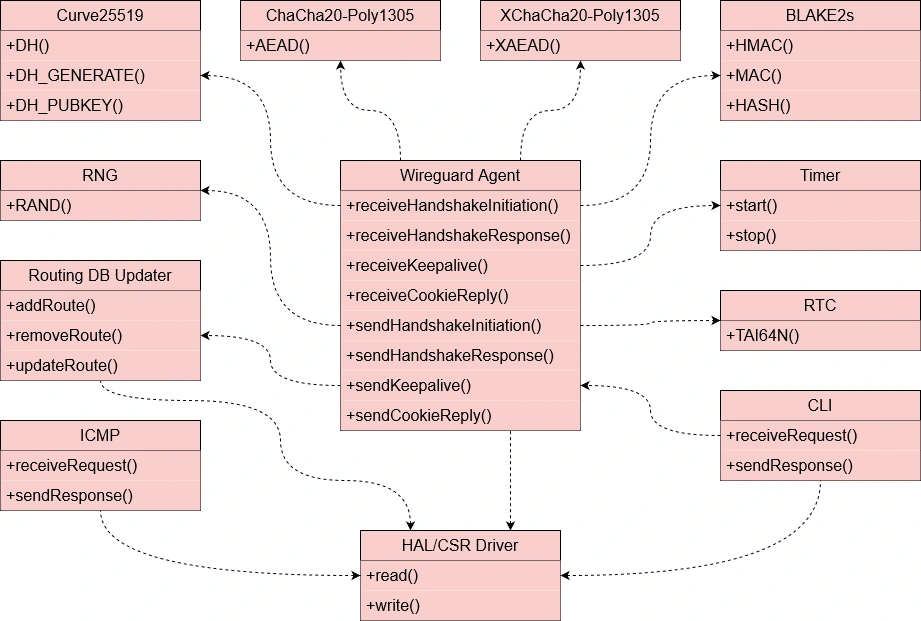 Curve25519
+DH()
+DH_GENERATE()
+DH_PUBKEY()
ChaCha20-Poly1305
+AEAD()
XChaCha20-Poly1305
+XAEAD()
BLAKE2s
+HMAC()
+MAC()
+HASH()
RNG
+RAND()
Wireguard Agent
+receiveHandshakeInitiation()
+receiveHandshakeResponse()
+receiveKeepalive()
+receiveCookieReply()
+sendHandshakeInitiation()
+sendHandshakeResponse()
+sendKeepalive()
+sendCookieReply()
Timer
+start()
+stop()
Routing DB Updater
+addRoute()
+removeRoute()
+updateRoute()
RTC
+TAI64N()
CLI
+receiveRequest()
+sendResponse()
ICMP
+receiveRequest()
+sendResponse()
HAL/CSR Driver
+read()
+write()